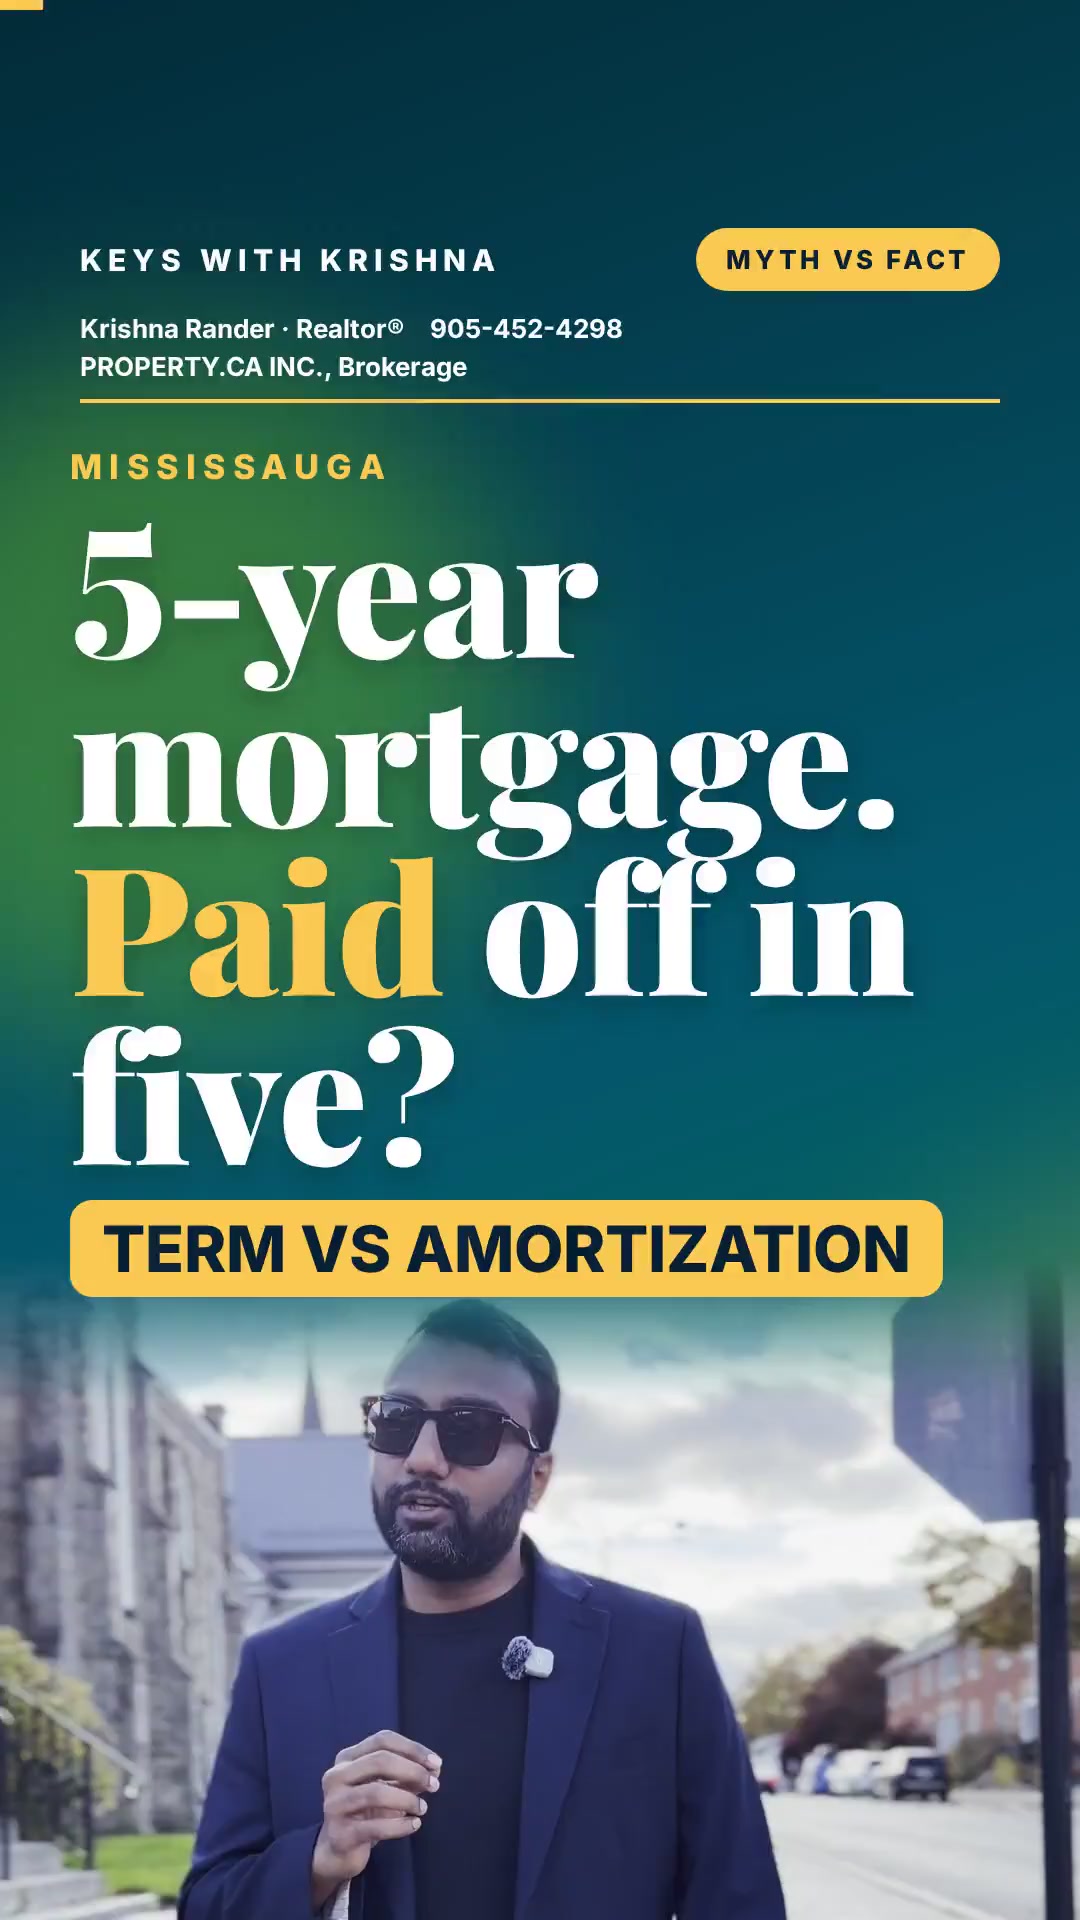 KEYS WITH KRISHNA
MYTH VS FACT
Krishna Rander · Realtor® 905-452-4298
PROPERTY.CA INC., Brokerage
MISSISSAUGA
5-year
mortgage.
Paid off in
five?
TERM VS AMORTIZATION